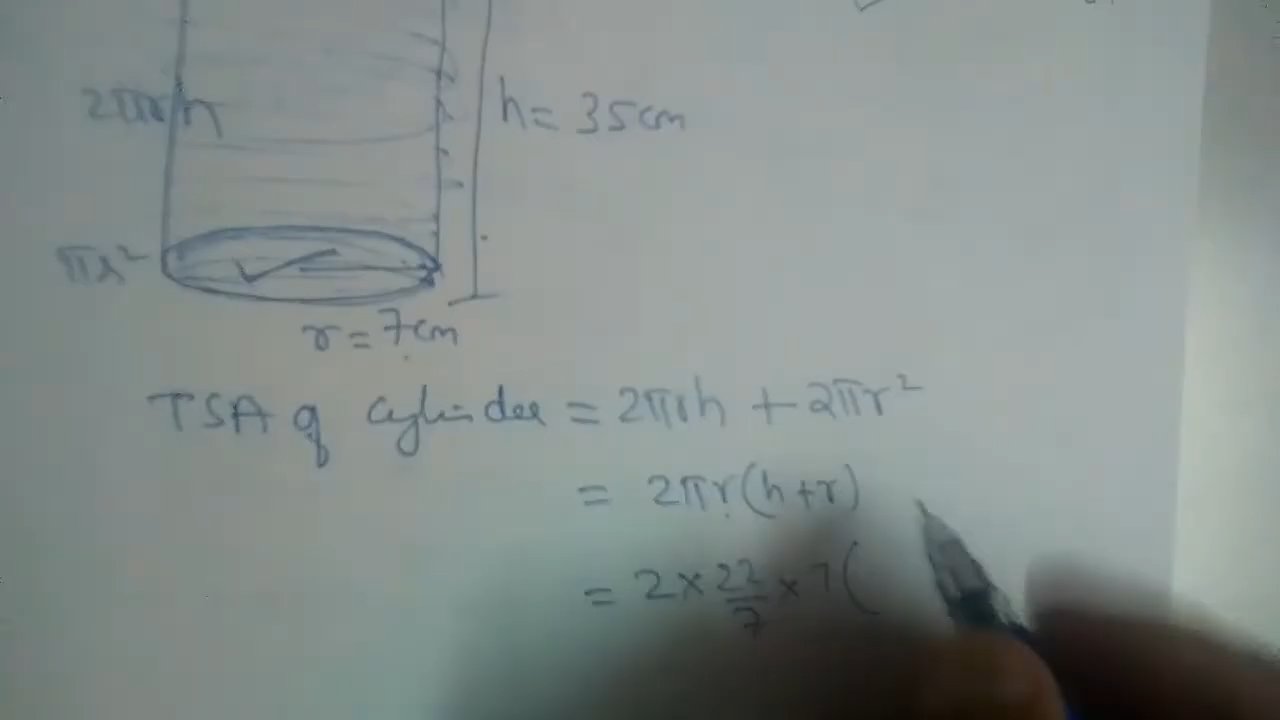 2πrh
h = 35cm
πr²
r = 7cm
TSA of cylinder = 2πrh + 2πr²
= 2πr(h+r)
= 2 × 22/7 × 7 (